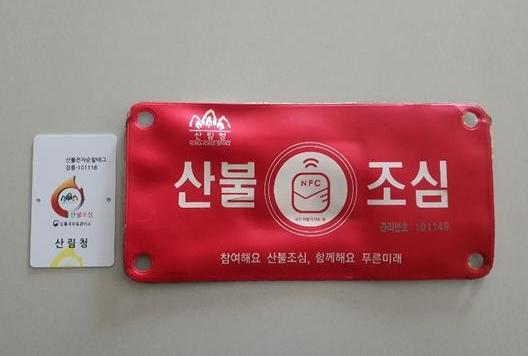 산불전자순찰태그
강릉-101118
산불조심
산림청
산림청
KOREA FOREST SERVICE
산불
NFC
조심
관리번호 101149
참여해요 산불조심, 함께해요 푸른미래